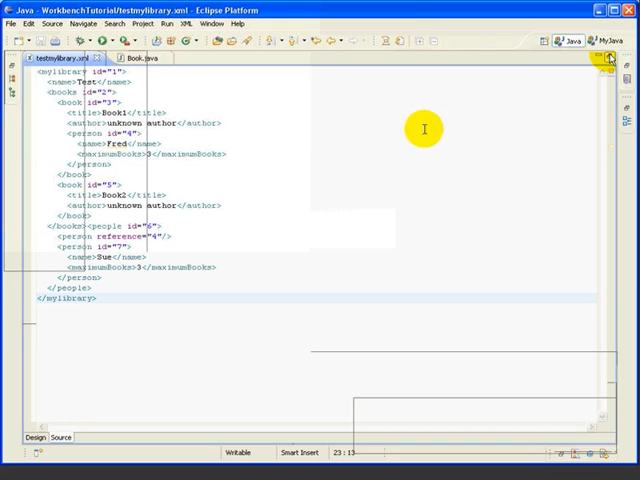 Java - WorkbenchTutorial/testmylibrary.xml - Eclipse Platform
File Edit Source Navigate Search Project Run XML Window Help
Java MyJava
testmylibrary.xml Book.java
<mylibrary id="1">
<name>Test</name>
<books id="2">
<book id="3">
<title>Book1</title>
<author>unknown author</author>
<person id="4">
<name>Fred</name>
<maximumBooks>3</maximumBooks>
</person>
</book>
<book id="5">
<title>Book2</title>
<author>unknown author</author>
</book>
</books><people id="6">
<person reference="4"/>
<person id="7">
<name>Sue</name>
<maximumBooks>3</maximumBooks>
</person>
</people>
</mylibrary>
Design Source
Writable Smart Insert 23 : 13